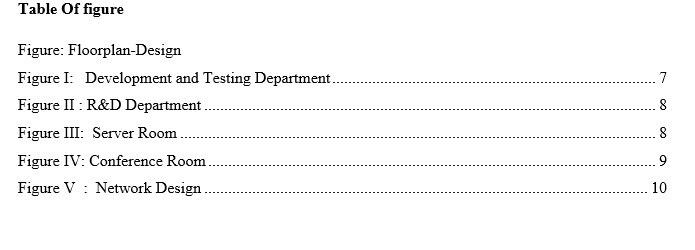 Table Of figure
Figure: Floorplan-Design
Figure I:   Development and Testing Department.................................................................................... 7
Figure II : R&D Department..................................................................................................................... 8
Figure III:  Server Room........................................................................................................................... 8
Figure IV: Conference Room.................................................................................................................... 9
Figure V  :  Network Design................................................................................................................... 10